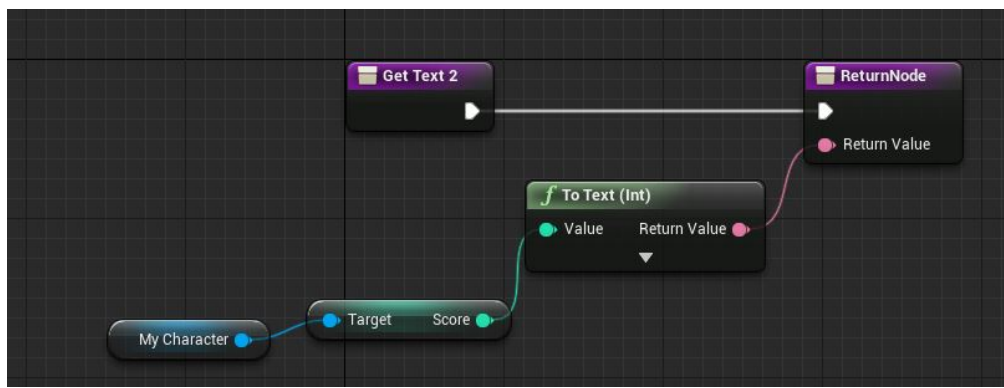 Get Text 2
ReturnNode
Return Value
f To Text (Int)
Value Return Value
Target Score
My Character